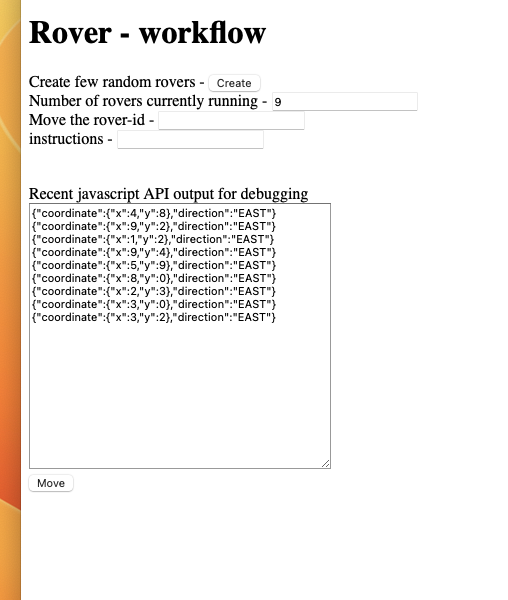 Rover - workflow
Create few random rovers - Create
Number of rovers currently running - 9
Move the rover-id -
instructions -
Recent javascript API output for debugging
{"coordinate":{"x":4,"y":8},"direction":"EAST"}
{"coordinate":{"x":9,"y":2},"direction":"EAST"}
{"coordinate":{"x":1,"y":2},"direction":"EAST"}
{"coordinate":{"x":9,"y":4},"direction":"EAST"}
{"coordinate":{"x":5,"y":9},"direction":"EAST"}
{"coordinate":{"x":8,"y":0},"direction":"EAST"}
{"coordinate":{"x":2,"y":3},"direction":"EAST"}
{"coordinate":{"x":3,"y":0},"direction":"EAST"}
{"coordinate":{"x":3,"y":2},"direction":"EAST"}
Move